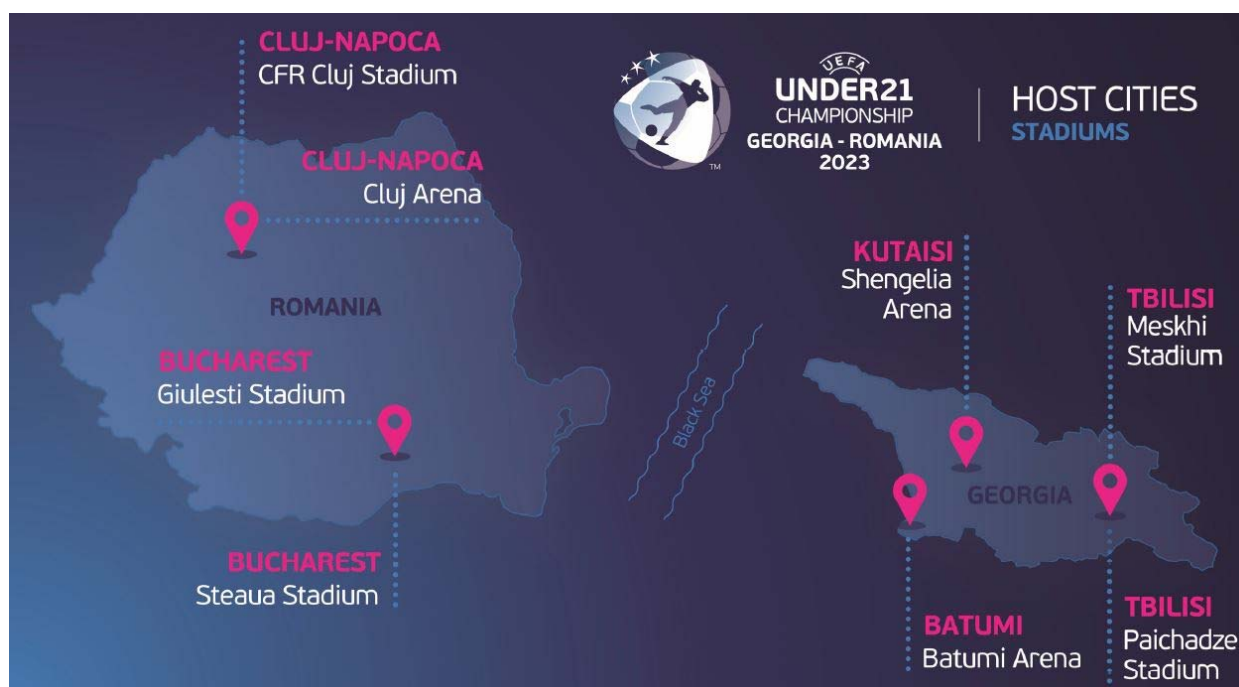 CLUJ-NAPOCA
CFR Cluj Stadium
CLUJ-NAPOCA
Cluj Arena
ROMANIA
BUCHAREST
Giulesti Stadium
BUCHAREST
Steaua Stadium
Black Sea
UEFA
UNDER21
CHAMPIONSHIP
GEORGIA - ROMANIA
2023
TM
HOST CITIES
STADIUMS
KUTAISI
Shengelia
Arena
TBILISI
Meskhi
Stadium
GEORGIA
BATUMI
Batumi Arena
TBILISI
Paichadze
Stadium